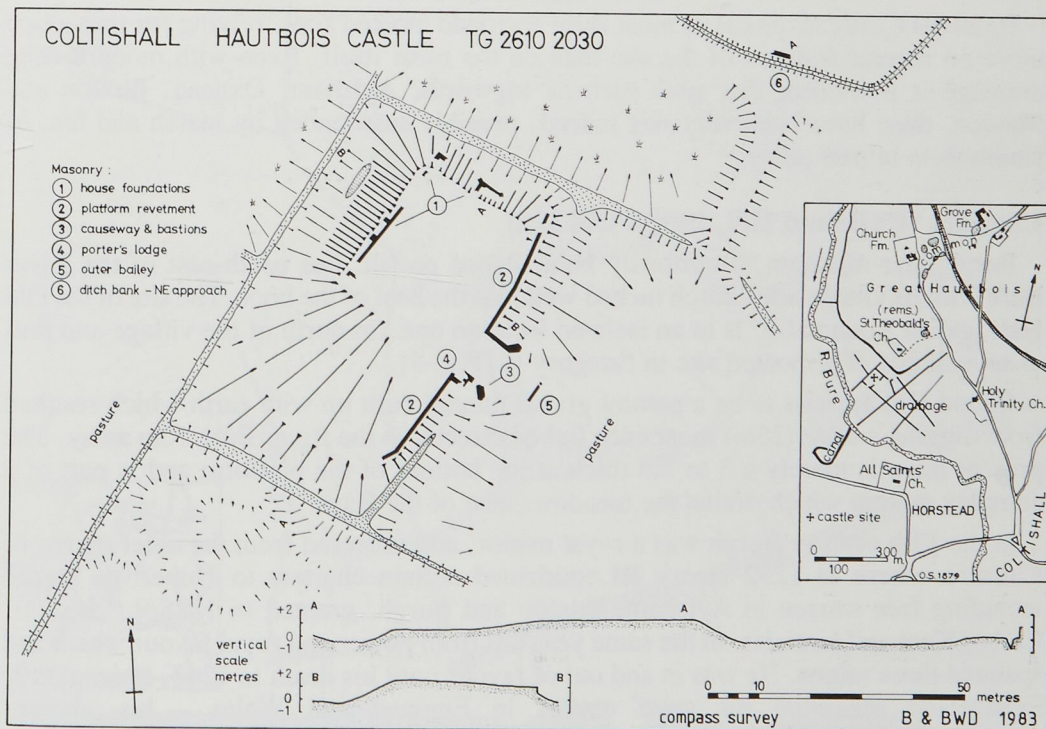 COLTISHALL HAUTBOIS CASTLE TG 2610 2030
Masonry :
1 house foundations
2 platform revetment
3 causeway & bastions
4 porter's lodge
5 outer bailey
6 ditch bank - NE approach
A
6
B
1
A
2
B
3
4
5
2
A
pasture
pasture
Grove
Fm.
Church
Fm.
Great Hautbois
(rems.)
St.Theobald's
Ch.
N
R. Bure
drainage
Holy
Trinity Ch.
canal
All Saints'
Ch.
HORSTEAD
COLTISHALL
+ castle site
0 300
100 m.
O.S. 1879
N
vertical
scale
metres
+2
0
-1
A
A
A
+2
0
-1
B
B
0 10 50
metres
compass survey B & BWD 1983